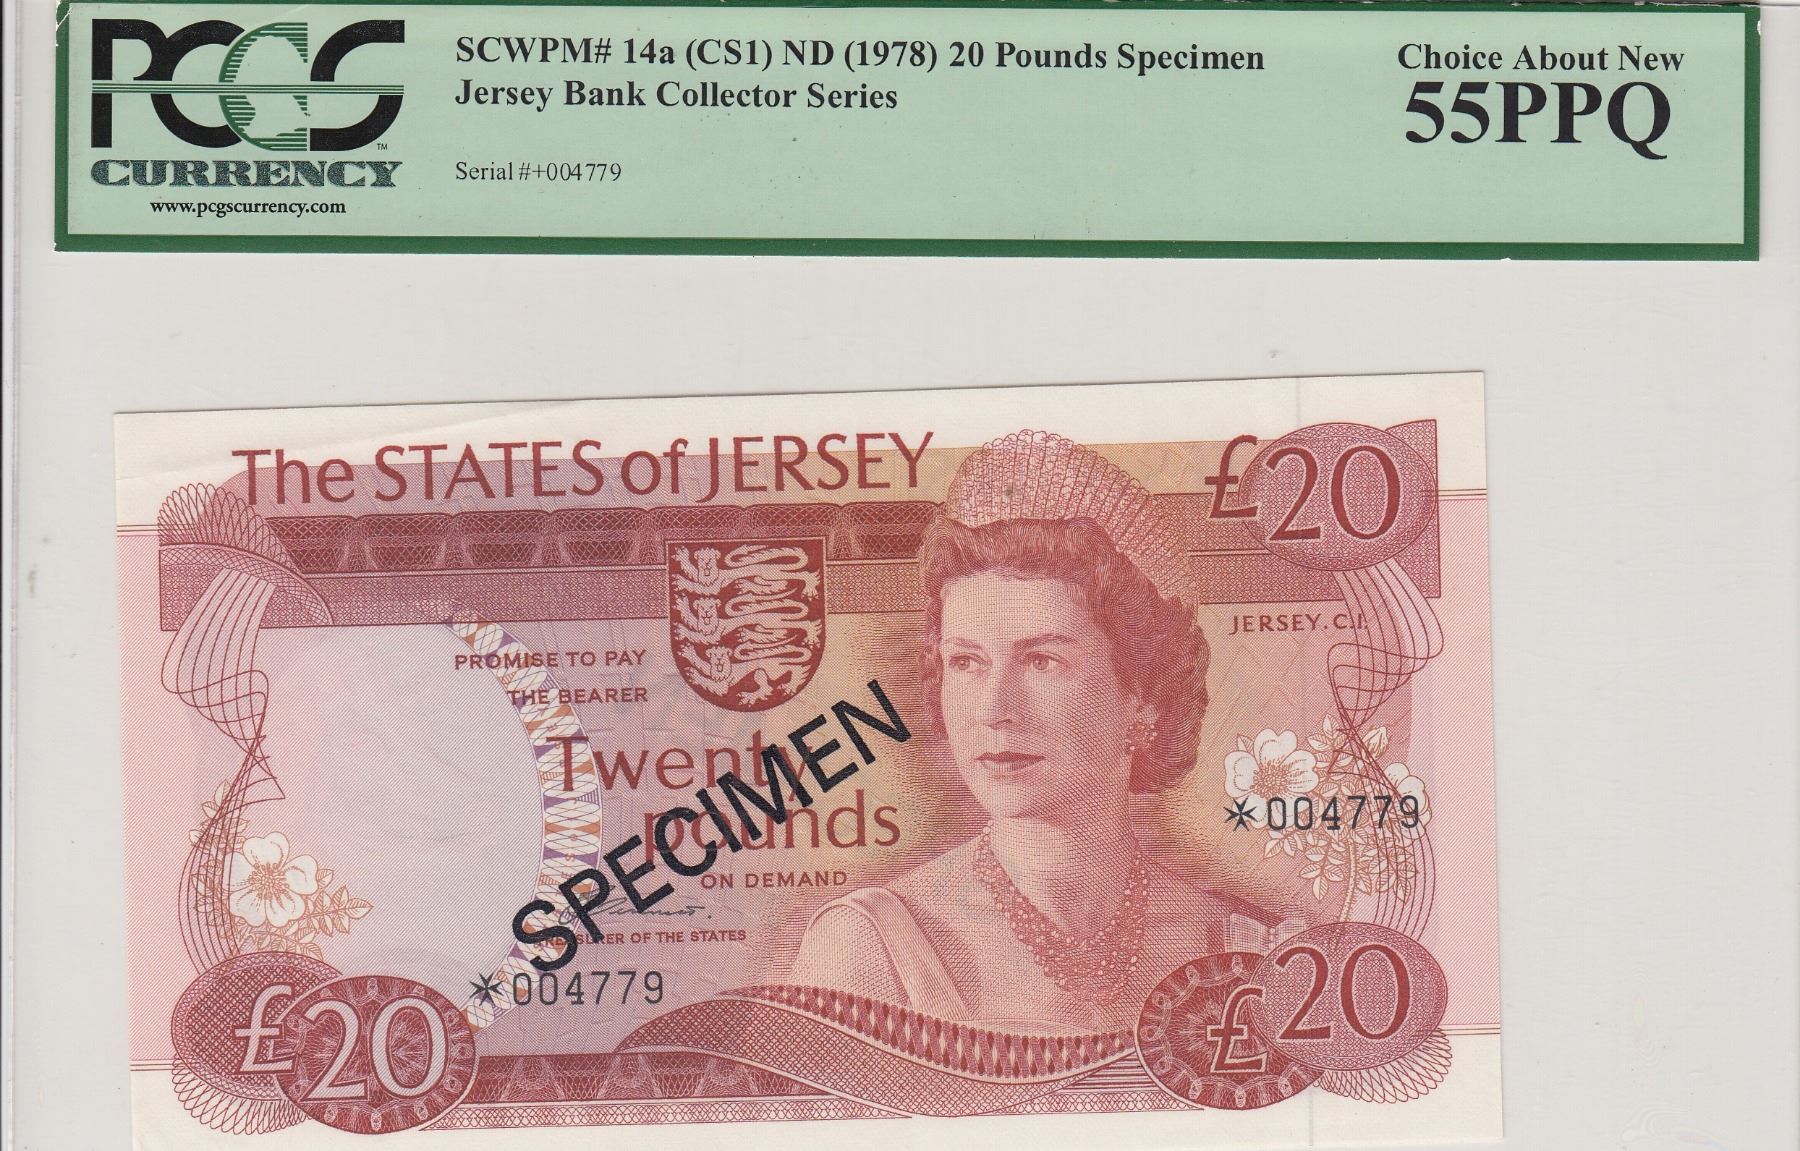 PCGS
CURRENCY
TM
www.pcgscurrency.com
SCWPM# 14a (CS1) ND (1978) 20 Pounds Specimen
Jersey Bank Collector Series
Serial #+004779
Choice About New
55PPQ
The STATES of JERSEY
£20
JERSEY. C.I.
PROMISE TO PAY
THE BEARER
Twenty
pounds
ON DEMAND
TREASURER OF THE STATES
SPECIMEN
*004779
*004779
£20
£20